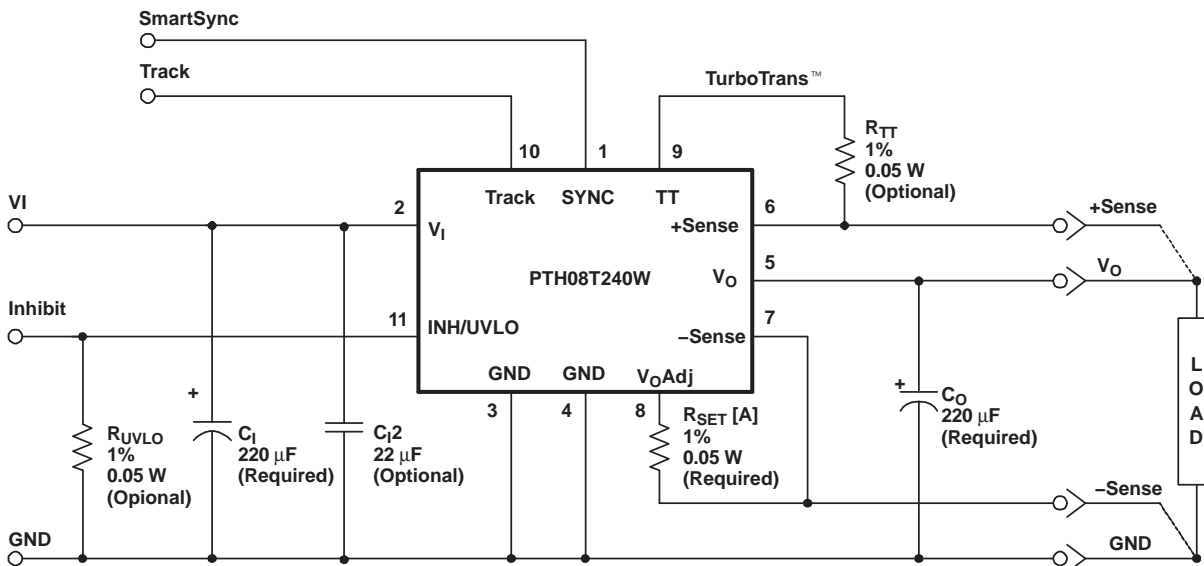 SmartSync
Track
TurboTrans™
RTT
1%
0.05 W
(Optional)
10
1
9
Track
SYNC
TT
VI
2
VI
6
+Sense
+Sense
PTH08T240W
5
VO
VO
Inhibit
11
INH/UVLO
7
−Sense
GND
GND
VOAdj
3
4
8
RSET [A]
1%
0.05 W
(Required)
+
CI
220 μF
(Required)
CI2
22 μF
(Optional)
RUVLO
1%
0.05 W
(Opional)
+
CO
220 μF
(Required)
L
O
A
D
−Sense
GND
GND